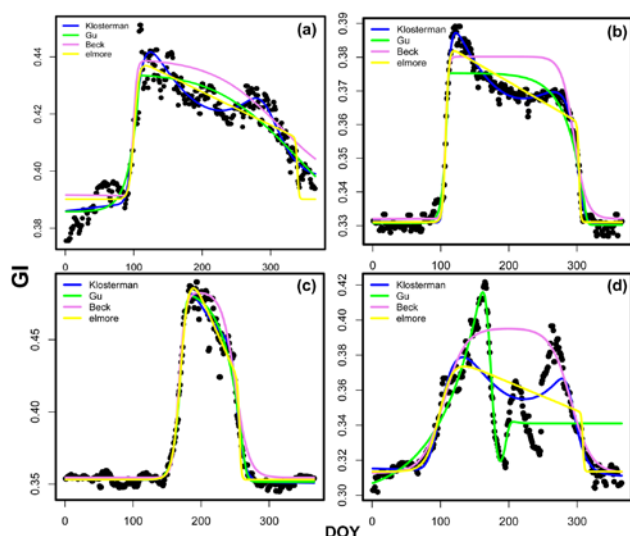 (a)
Klosterman
Gu
Beck
elmore
0.44
0.42
0.40
0.38
0 100 200 300
(b)
Klosterman
Gu
Beck
elmore
0.39
0.38
0.37
0.36
0.35
0.34
0.33
0 100 200 300
GI
(c)
Klosterman
Gu
Beck
elmore
0.45
0.40
0.35
0 100 200 300
(d)
Klosterman
Gu
Beck
elmore
0.42
0.40
0.38
0.36
0.34
0.32
0.30
0 100 200 300
DOY